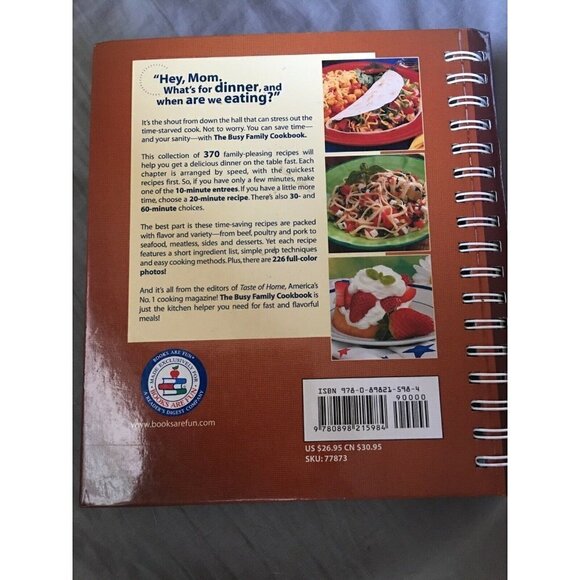 "Hey, Mom.
What's for dinner, and
when are we eating?"
It's the shout from down the hall that can stress out the
time-starved cook. Not to worry. You can save time—
and your sanity—with The Busy Family Cookbook.
This collection of 370 family-pleasing recipes will
help you get a delicious dinner on the table fast. Each
chapter is arranged by speed, with the quickest
recipes first. So, if you have only a few minutes, make
one of the 10-minute entrees. If you have a little more
time, choose a 20-minute recipe. There's also 30- and
60-minute choices.
The best part is these time-saving recipes are packed
with flavor and variety—from beef, poultry and pork to
seafood, meatless, sides and desserts. Yet each recipe
features a short ingredient list, simple prep techniques
and easy cooking methods. Plus, there are 226 full-color
photos!
And it's all from the editors of Taste of Home, America's
No. 1 cooking magazine! The Busy Family Cookbook is
just the kitchen helper you need for fast and flavorful
meals!
BOOKS ARE FUN
MADE EXCLUSIVELY FOR
BOOKS ARE FUN
A READER'S DIGEST COMPANY
www.booksarefun.com
ISBN 978-0-89821-598-4
90000
9 780898 215984
US $26.95 CN $30.95
SKU: 77873